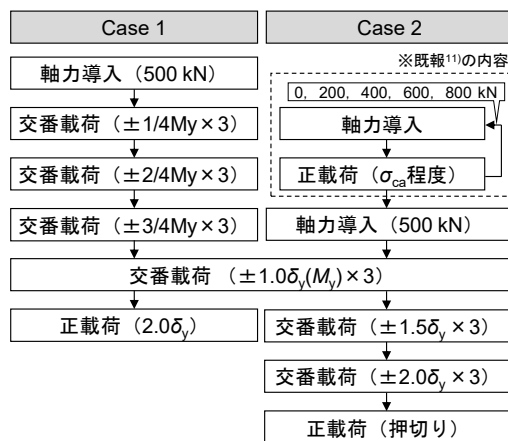 Case 1
Case 2
※既報¹¹⁾の内容
軸力導入（500 kN）
0, 200, 400, 600, 800 kN
交番載荷（±1/4My×3）
軸力導入
交番載荷（±2/4My×3）
正載荷（σca程度）
交番載荷（±3/4My×3）
軸力導入（500 kN）
交番載荷（±1.0δy(My)×3）
正載荷（2.0δy）
交番載荷（±1.5δy×3）
交番載荷（±2.0δy×3）
正載荷（押切り）